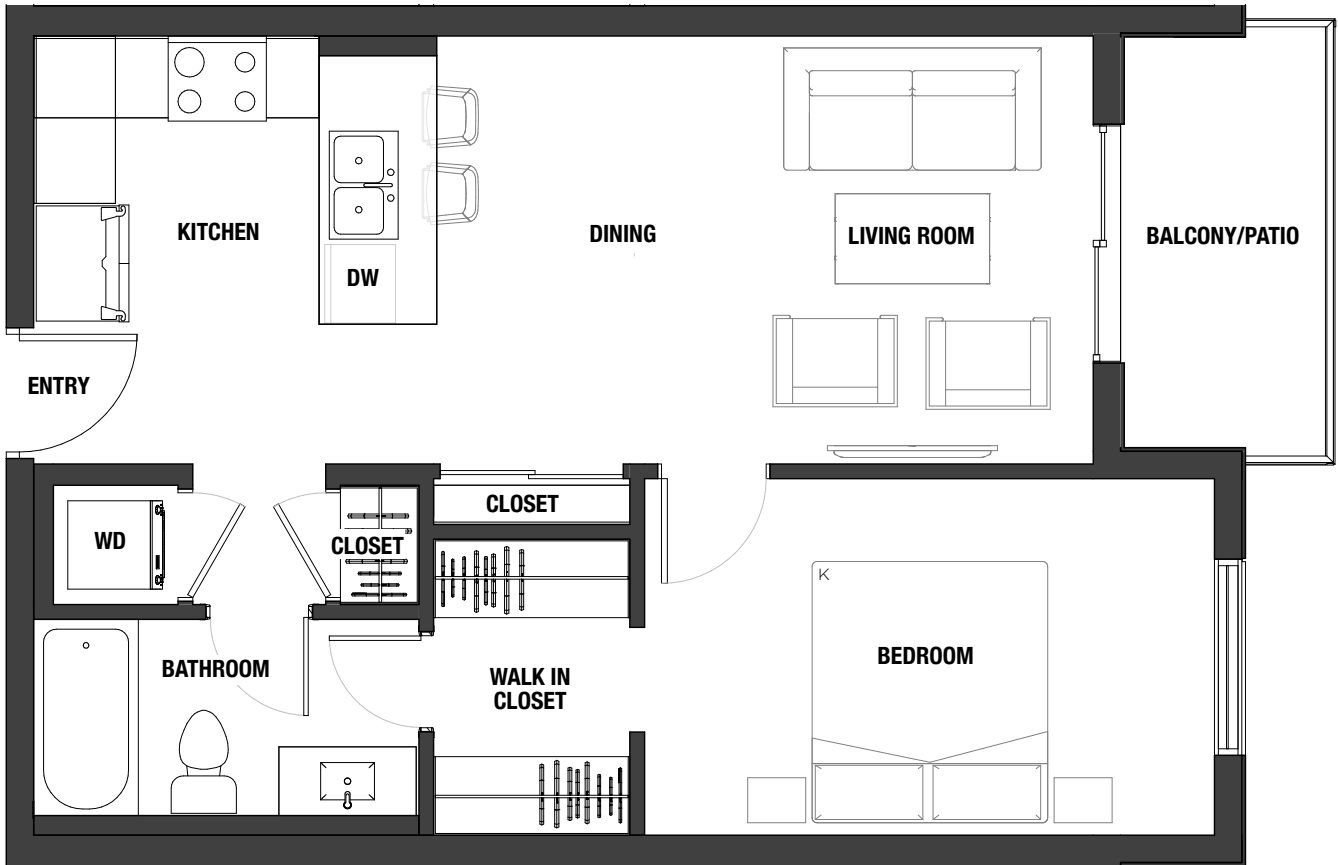 KITCHEN
DINING
LIVING ROOM
BALCONY/PATIO
DW
ENTRY
CLOSET
WD
CLOSET
K
BATHROOM
BEDROOM
WALK IN
CLOSET